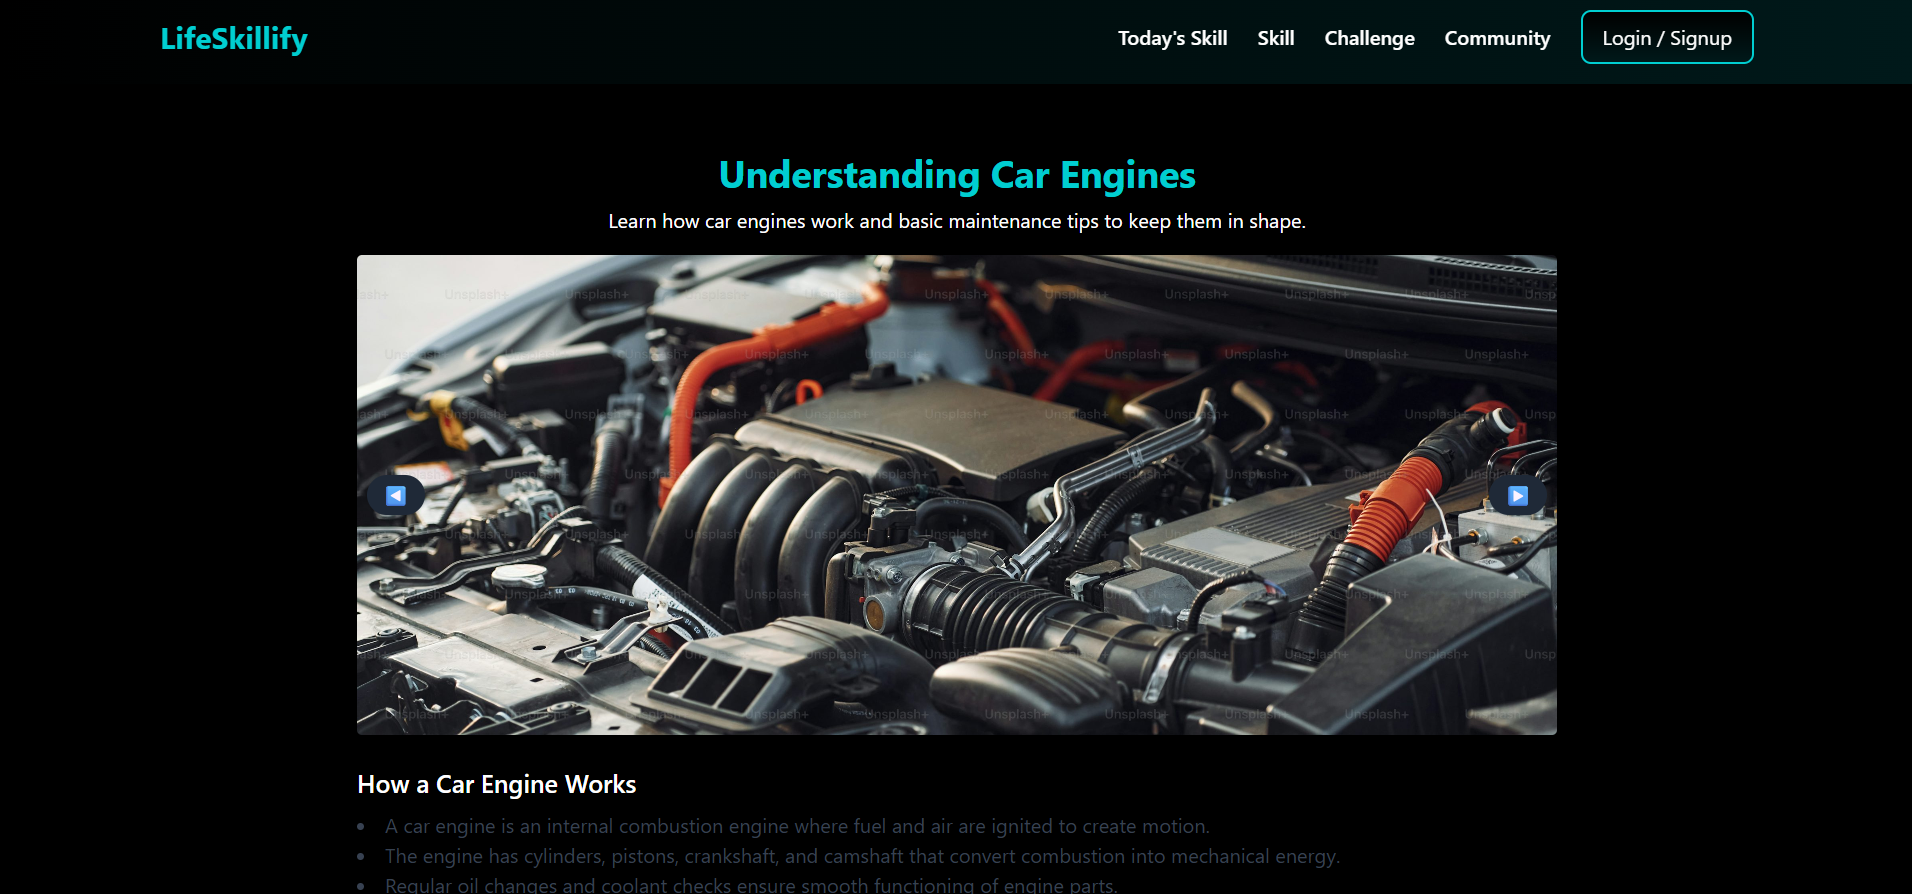 LifeSkillify
Today's Skill
Skill
Challenge
Community
Login / Signup
Understanding Car Engines
Learn how car engines work and basic maintenance tips to keep them in shape.
Unsplash+
How a Car Engine Works
• A car engine is an internal combustion engine where fuel and air are ignited to create motion.
• The engine has cylinders, pistons, crankshaft, and camshaft that convert combustion into mechanical energy.
• Regular oil changes and coolant checks ensure smooth functioning of engine parts.